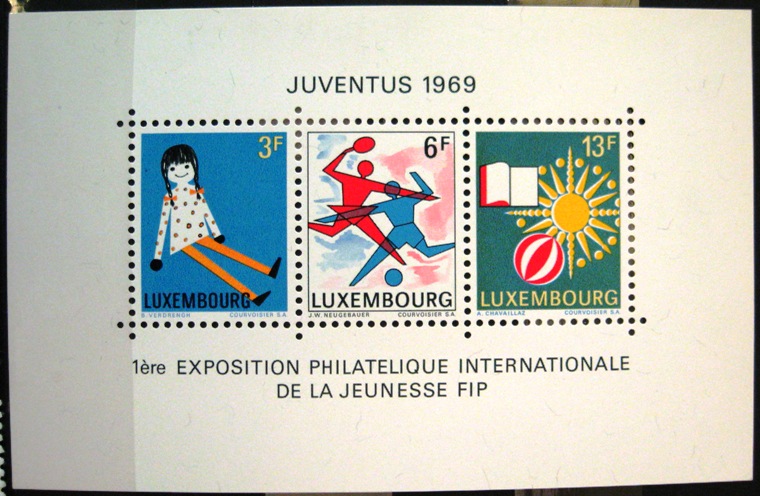 JUVENTUS 1969
3F
LUXEMBOURG
S. VERDRENGH COURVOISIER S.A.
6F
LUXEMBOURG
J.W. NEUGEBAUER COURVOISIER S.A.
13F
LUXEMBOURG
A. CHAVAILLAZ COURVOISIER S.A.
1ère EXPOSITION PHILATELIQUE INTERNATIONALE
DE LA JEUNESSE FIP